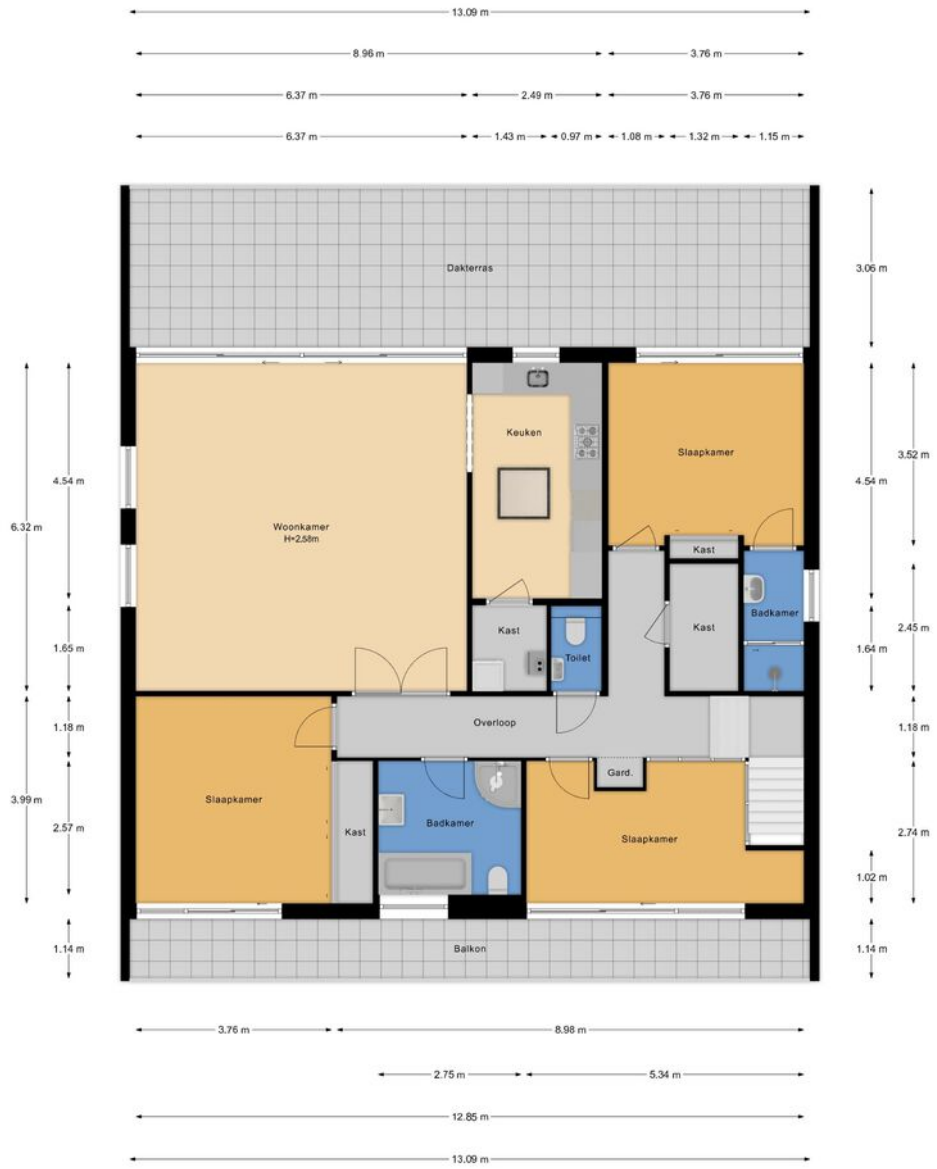 13.09 m
8.96 m 3.76 m
6.37 m 2.49 m 3.76 m
6.37 m 1.43 m 0.97 m 1.08 m 1.32 m 1.15 m
Dakterras
3.06 m
Keuken
Slaapkamer
3.52 m
4.54 m
4.54 m
6.32 m
Woonkamer
H=2,58m
Kast
Badkamer
2.45 m
Kast
Kast
1.65 m
Toilet
1.64 m
1.18 m
Overloop
1.18 m
Gard.
3.99 m
Slaapkamer
2.57 m
Kast
Badkamer
Slaapkamer
2.74 m
1.02 m
1.14 m
Balkon
1.14 m
3.76 m 8.98 m
2.75 m 5.34 m
12.85 m
13.09 m